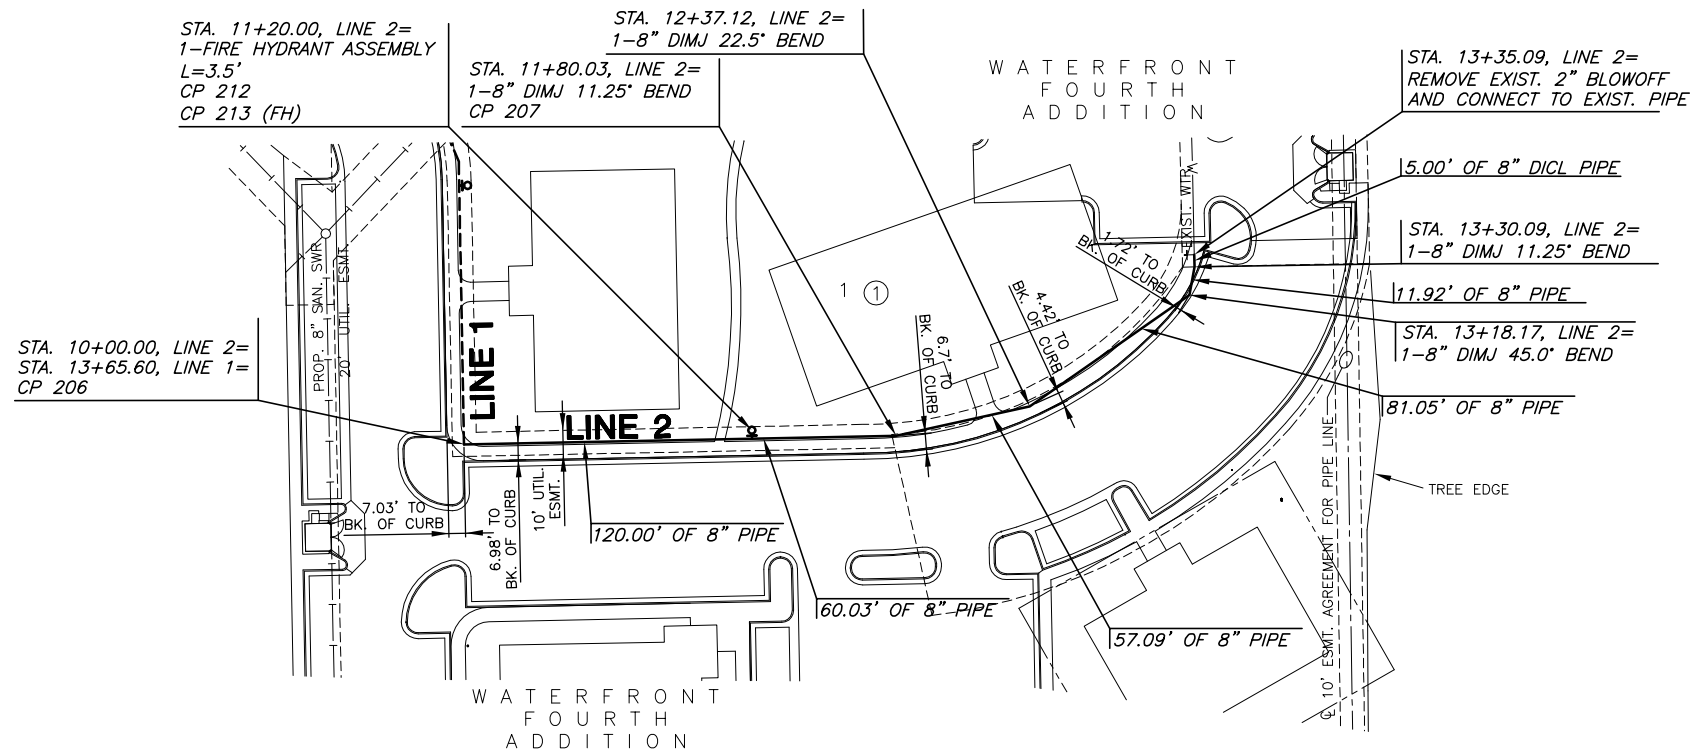 STA. 11+20.00, LINE 2=
1-FIRE HYDRANT ASSEMBLY
L=3.5'
CP 212
CP 213 (FH)
STA. 12+37.12, LINE 2=
1-8" DIMJ 22.5° BEND
STA. 11+80.03, LINE 2=
1-8" DIMJ 11.25° BEND
CP 207
WATERFRONT
FOURTH
ADDITION
STA. 13+35.09, LINE 2=
REMOVE EXIST. 2" BLOWOFF
AND CONNECT TO EXIST. PIPE
5.00' OF 8" DICL PIPE
STA. 13+30.09, LINE 2=
1-8" DIMJ 11.25° BEND
11.92' OF 8" PIPE
STA. 13+18.17, LINE 2=
1-8" DIMJ 45.0° BEND
81.05' OF 8" PIPE
EXIST. WTR
1.72' TO
BK. OF CURB
4.42' TO
BK. OF CURB
6.7' TO
BK. OF CURB
1 1
PROP. 8" SAN. SWR
20' UTIL. ESMT.
LINE 1
LINE 2
STA. 10+00.00, LINE 2=
STA. 13+65.60, LINE 1=
CP 206
7.03' TO
BK. OF CURB
6.98' TO
BK. OF CURB
10' UTIL.
ESMT.
120.00' OF 8" PIPE
60.03' OF 8" PIPE
57.09' OF 8" PIPE
TREE EDGE
℄ 10' ESMT. AGREEMENT FOR PIPE LINE
WATERFRONT
FOURTH
ADDITION